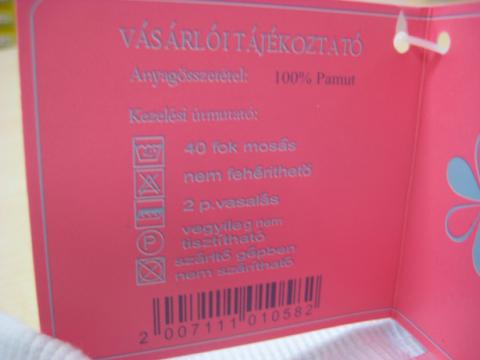 VÁSÁRLÓI TÁJÉKOZTATÓ
Anyagösszetétel: 100% Pamut
Kezelési útmutató:
40 fok mosás
nem fehéríthető
2 p.vasalás
vegyileg nem
tisztítható
P
szárító gépben
nem szárítható
2 007111 010582